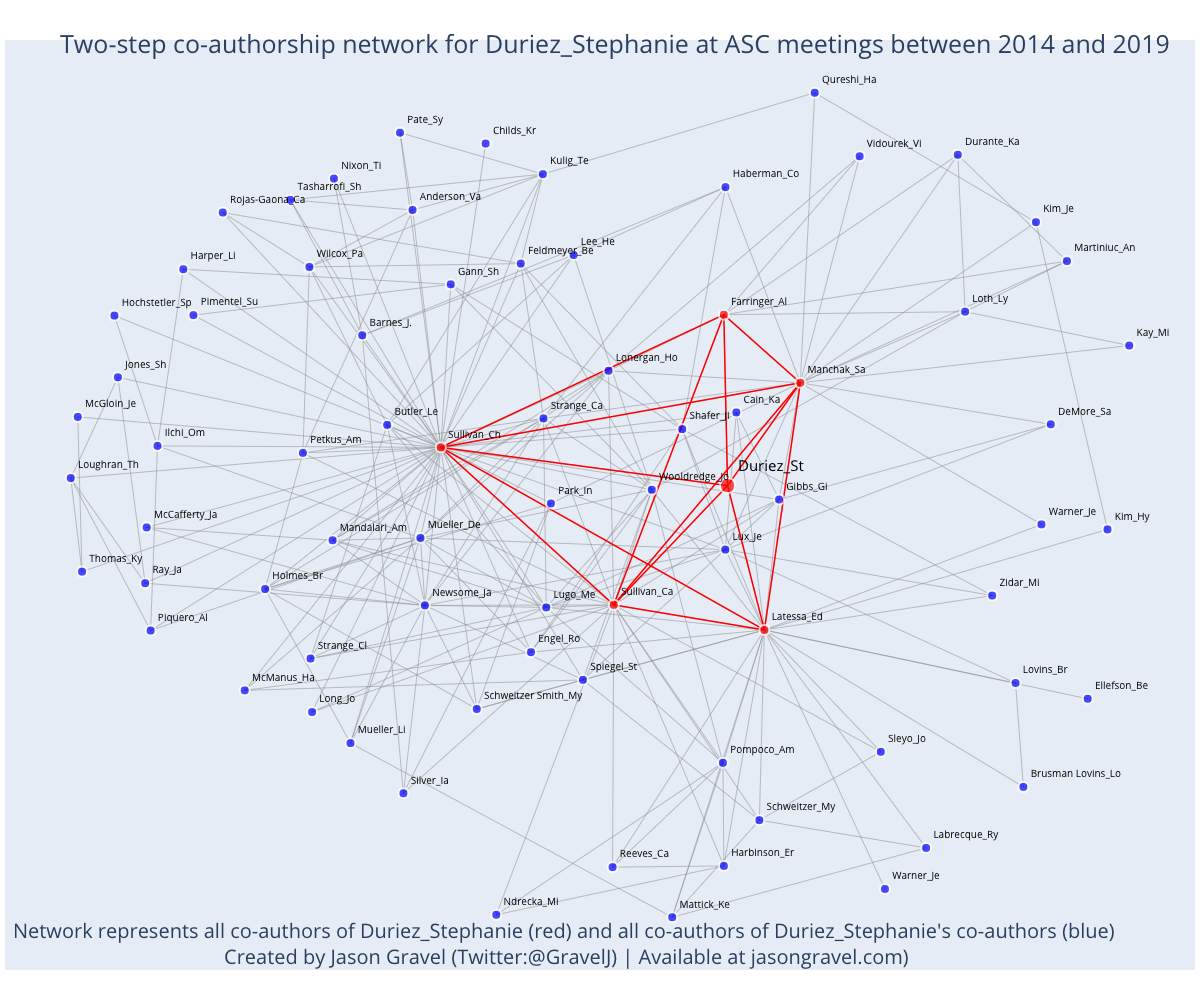 Two-step co-authorship network for Duriez_Stephanie at ASC meetings between 2014 and 2019
Qureshi_Ha
Pate_Sy
Childs_Kr
Vidourek_Vi
Durante_Ka
Kulig_Te
Nixon_Ti
Haberman_Co
Tasharrofi_Sh
Anderson_Va
Rojas-Gaona_Ca
Kim_Je
Lee_He
Feldmeyer_Be
Martiniuc_An
Wilcox_Pa
Harper_Li
Gann_Sh
Hochstetler_Sp
Pimentel_Su
Farringer_Al
Loth_Ly
Barnes_J.
Kay_Mi
Lonergan_Ho
Jones_Sh
Manchak_Sa
Cain_Ka
McGloin_Je
Butler_Le
Strange_Ca
Shafer_Ji
DeMore_Sa
Ilchi_Om
Petkus_Am
Sullivan_Ch
Loughran_Th
Duriez_St
Wooldredge_Jd
Gibbs_Gi
Park_In
McCafferty_Ja
Mandalari_Am
Mueller_De
Warner_Je
Kim_Hy
Lux_Je
Thomas_Ky
Ray_Ja
Holmes_Br
Zidar_Mi
Newsome_Ja
Lugo_Me
Sullivan_Ca
Piquero_Al
Latessa_Ed
Strange_Cl
Engel_Ro
McManus_Ha
Spiegel_St
Lovins_Br
Long_Jo
Schweitzer Smith_My
Ellefson_Be
Mueller_Li
Pompoco_Am
Sleyo_Jo
Silver_Ia
Brusman Lovins_Lo
Schweitzer_My
Labrecque_Ry
Reeves_Ca
Harbinson_Er
Warner_Je
Ndrecka_Mi
Mattick_Ke
Network represents all co-authors of Duriez_Stephanie (red) and all co-authors of Duriez_Stephanie's co-authors (blue)
Created by Jason Gravel (Twitter:@GravelJ) | Available at jasongravel.com)